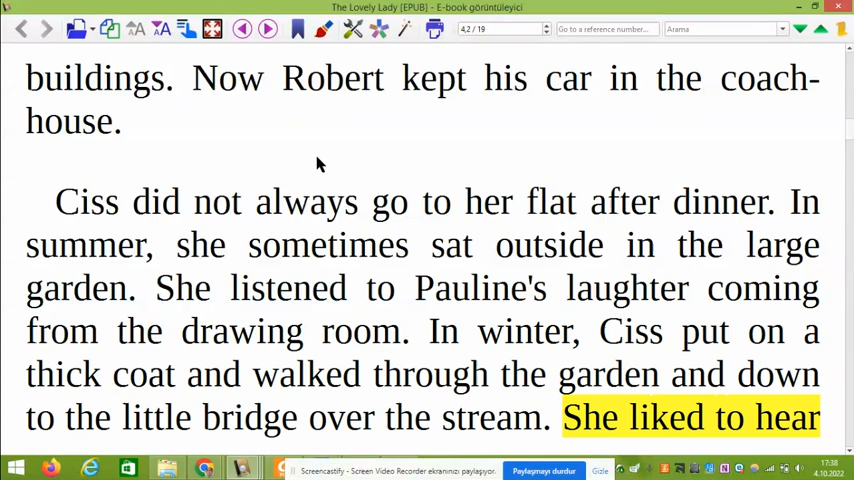 The Lovely Lady [EPUB] - E-book görüntüleyici
4,2 / 19
Go to a reference number...
Arama
buildings. Now Robert kept his car in the coach-
house.
Ciss did not always go to her flat after dinner. In
summer, she sometimes sat outside in the large
garden. She listened to Pauline's laughter coming
from the drawing room. In winter, Ciss put on a
thick coat and walked through the garden and down
to the little bridge over the stream. She liked to hear
Screencastify - Screen Video Recorder ekranınızı paylaşıyor.
Paylaşmayı durdur
Gizle
17:38
4.10.2022